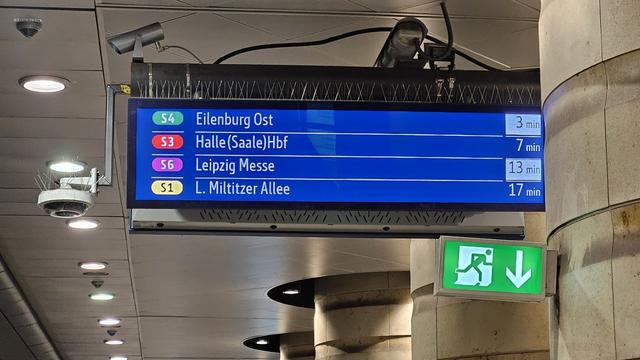 S4 Eilenburg Ost 3 min
S3 Halle(Saale)Hbf 7 min
S6 Leipzig Messe 13 min
S1 L. Miltitzer Allee 17 min